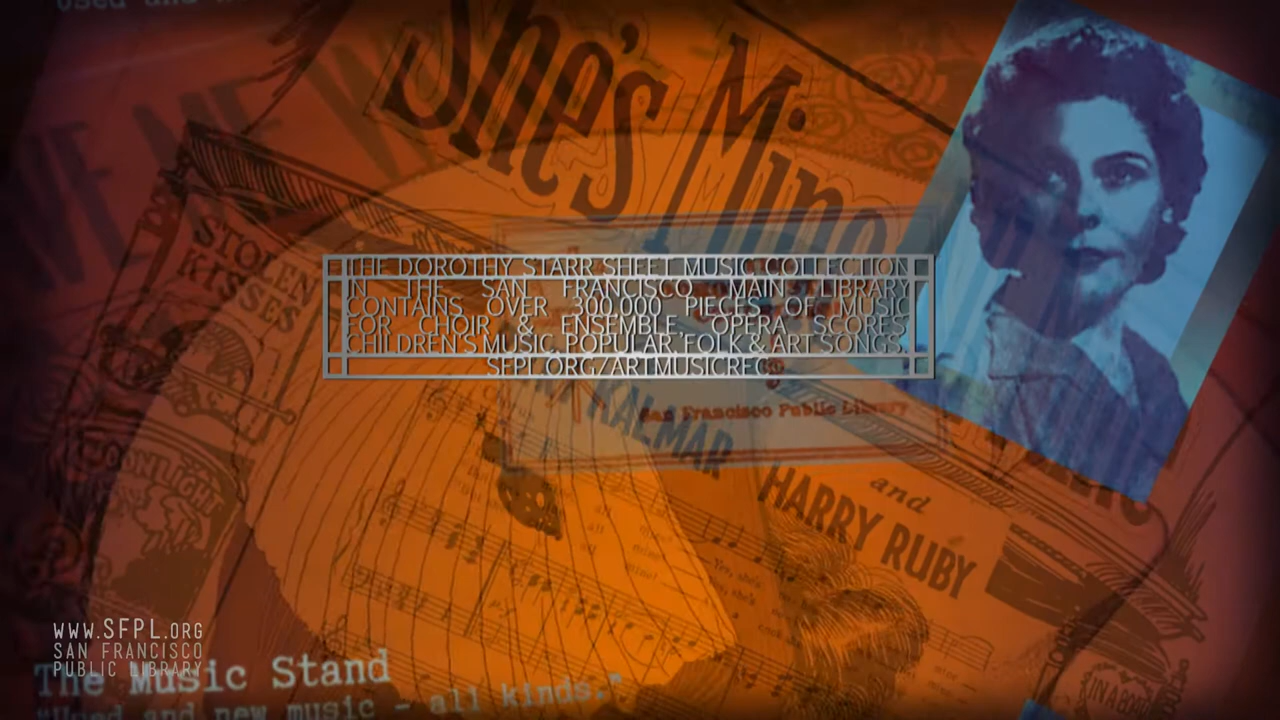 She's Mine
STOLEN
KISSES
THE DOROTHY STARR SHEET MUSIC COLLECTION
IN THE SAN FRANCISCO MAIN LIBRARY
CONTAINS OVER 300,000 PIECES OF MUSIC
FOR CHOIR & ENSEMBLE, OPERA SCORES,
CHILDREN'S MUSIC, POPULAR, FOLK & ART SONGS.
SFPL.ORG/ARTMUSICREC
San Francisco Public Library
KALMAR
and
HARRY RUBY
MOONLIGHT
Yes, she's
WWW.SFPL.ORG
SAN FRANCISCO
PUBLIC LIBRARY
The Music Stand
"Used and new music - all kinds."